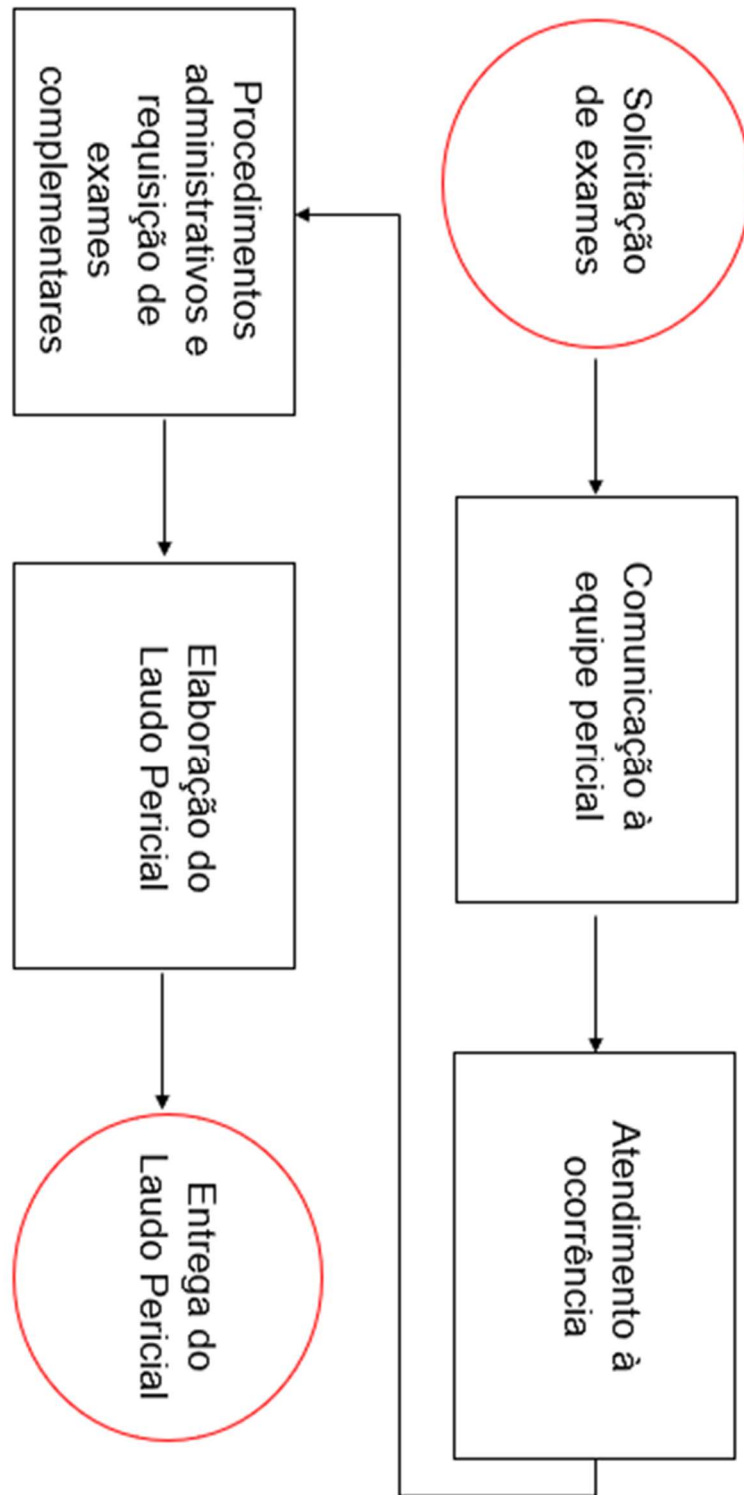 Solicitação
de exames
Comunicação à
equipe pericial
Atendimento à
ocorrência
Procedimentos
administrativos e
requisição de
exames
complementares
Elaboração do
Laudo Pericial
Entrega do
Laudo Pericial